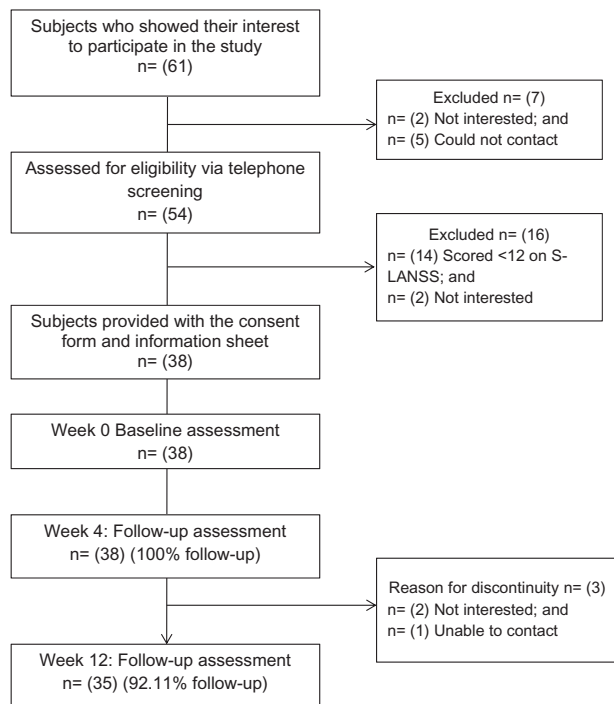 Subjects who showed their interest
to participate in the study
n= (61)
Excluded n= (7)
n= (2) Not interested; and
n= (5) Could not contact
Assessed for eligibility via telephone
screening
n= (54)
Excluded n= (16)
n= (14) Scored <12 on S-
LANSS; and
n= (2) Not interested
Subjects provided with the consent
form and information sheet
n= (38)
Week 0 Baseline assessment
n= (38)
Week 4: Follow-up assessment
n= (38) (100% follow-up)
Reason for discontinuity n= (3)
n= (2) Not interested; and
n= (1) Unable to contact
Week 12: Follow-up assessment
n= (35) (92.11% follow-up)